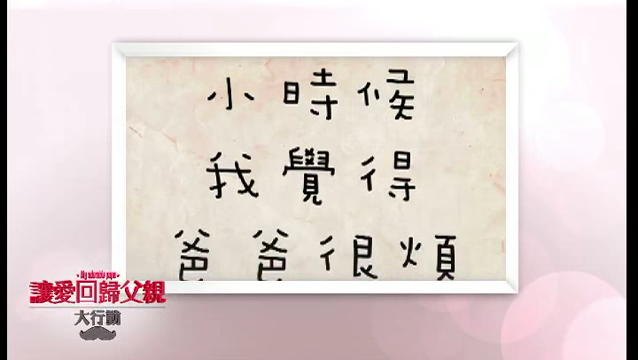 小時候
我覺得
爸爸很煩
讓愛回歸父親
大行動